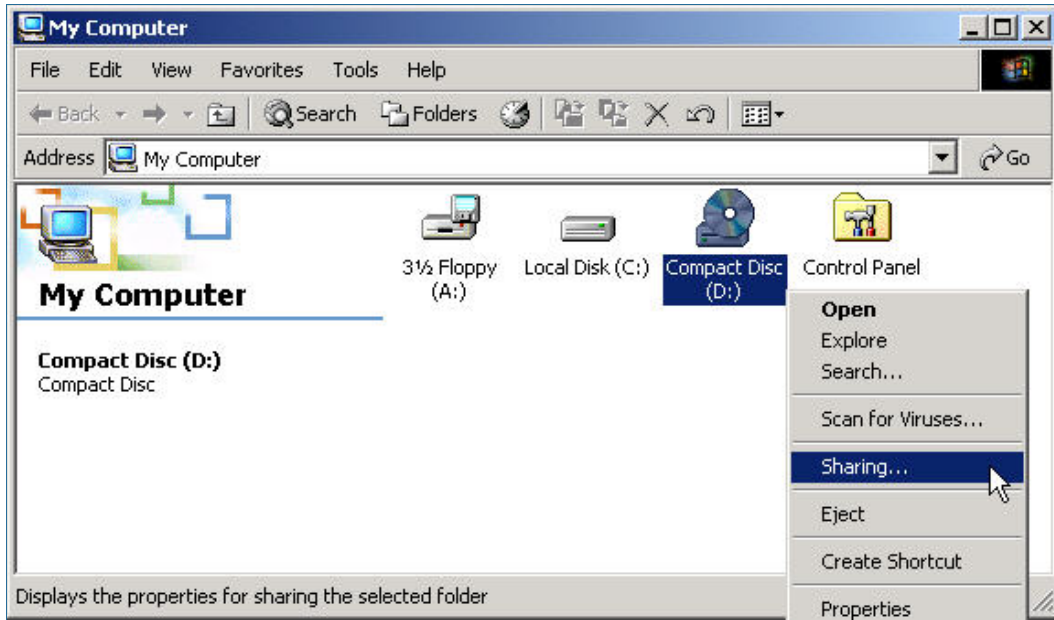 My Computer
File Edit View Favorites Tools Help
Back Search Folders
Address My Computer Go
3½ Floppy (A:)
Local Disk (C:)
Compact Disc (D:)
Control Panel
My Computer
Compact Disc (D:)
Compact Disc
Open
Explore
Search...
Scan for Viruses...
Sharing...
Eject
Create Shortcut
Properties
Displays the properties for sharing the selected folder